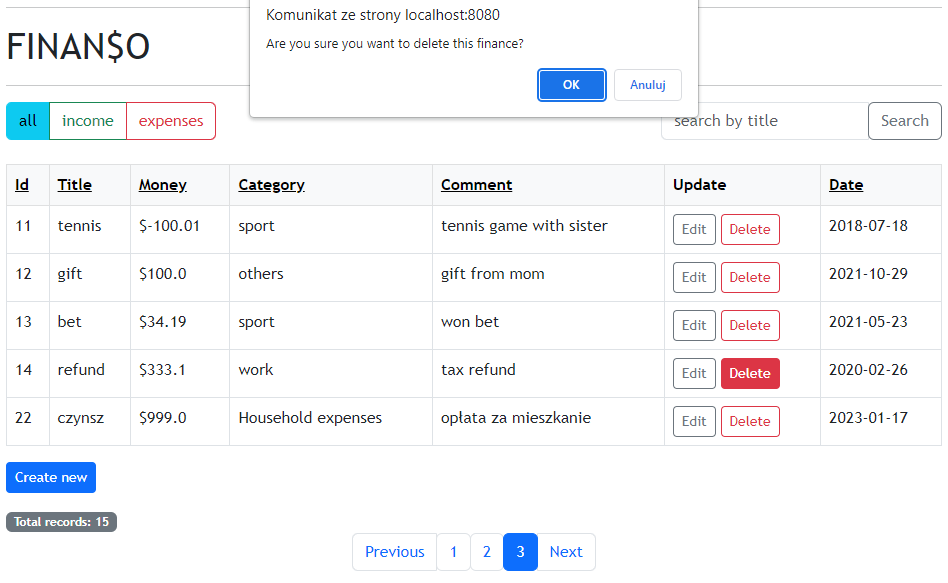 Komunikat ze strony localhost:8080
Are you sure you want to delete this finance?
OK Anuluj
FINAN$O
all income expenses search by title Search
Id Title Money Category Comment Update Date
11 tennis $-100.01 sport tennis game with sister Edit Delete 2018-07-18
12 gift $100.0 others gift from mom Edit Delete 2021-10-29
13 bet $34.19 sport won bet Edit Delete 2021-05-23
14 refund $333.1 work tax refund Edit Delete 2020-02-26
22 czynsz $999.0 Household expenses opłata za mieszkanie Edit Delete 2023-01-17
Create new
Total records: 15
Previous 1 2 3 Next